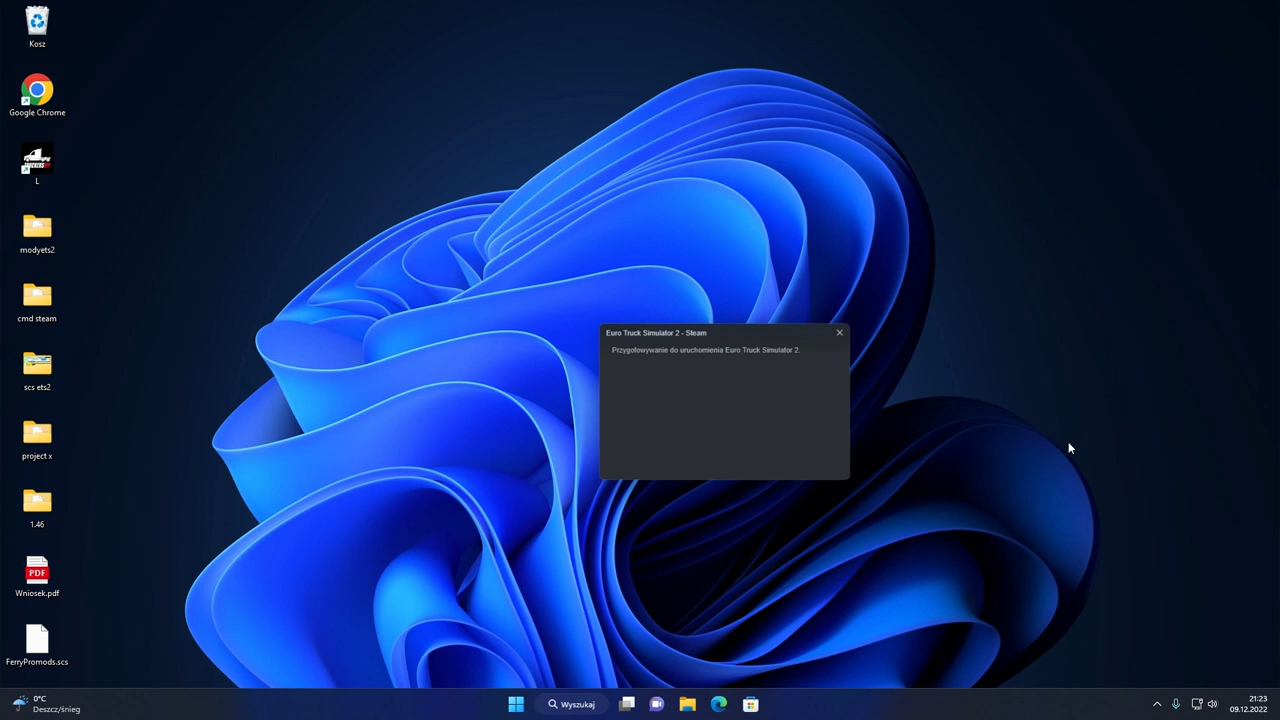 Kosz
Google Chrome
L
modyets2
cmd steam
scs ets2
project x
1.46
PDF
Wniosek.pdf
FerryPromods.scs
Euro Truck Simulator 2 - Steam
Przygotowywanie do uruchomienia Euro Truck Simulator 2.
0°C
Deszcz/śnieg
Wyszukaj
21:23
09.12.2022